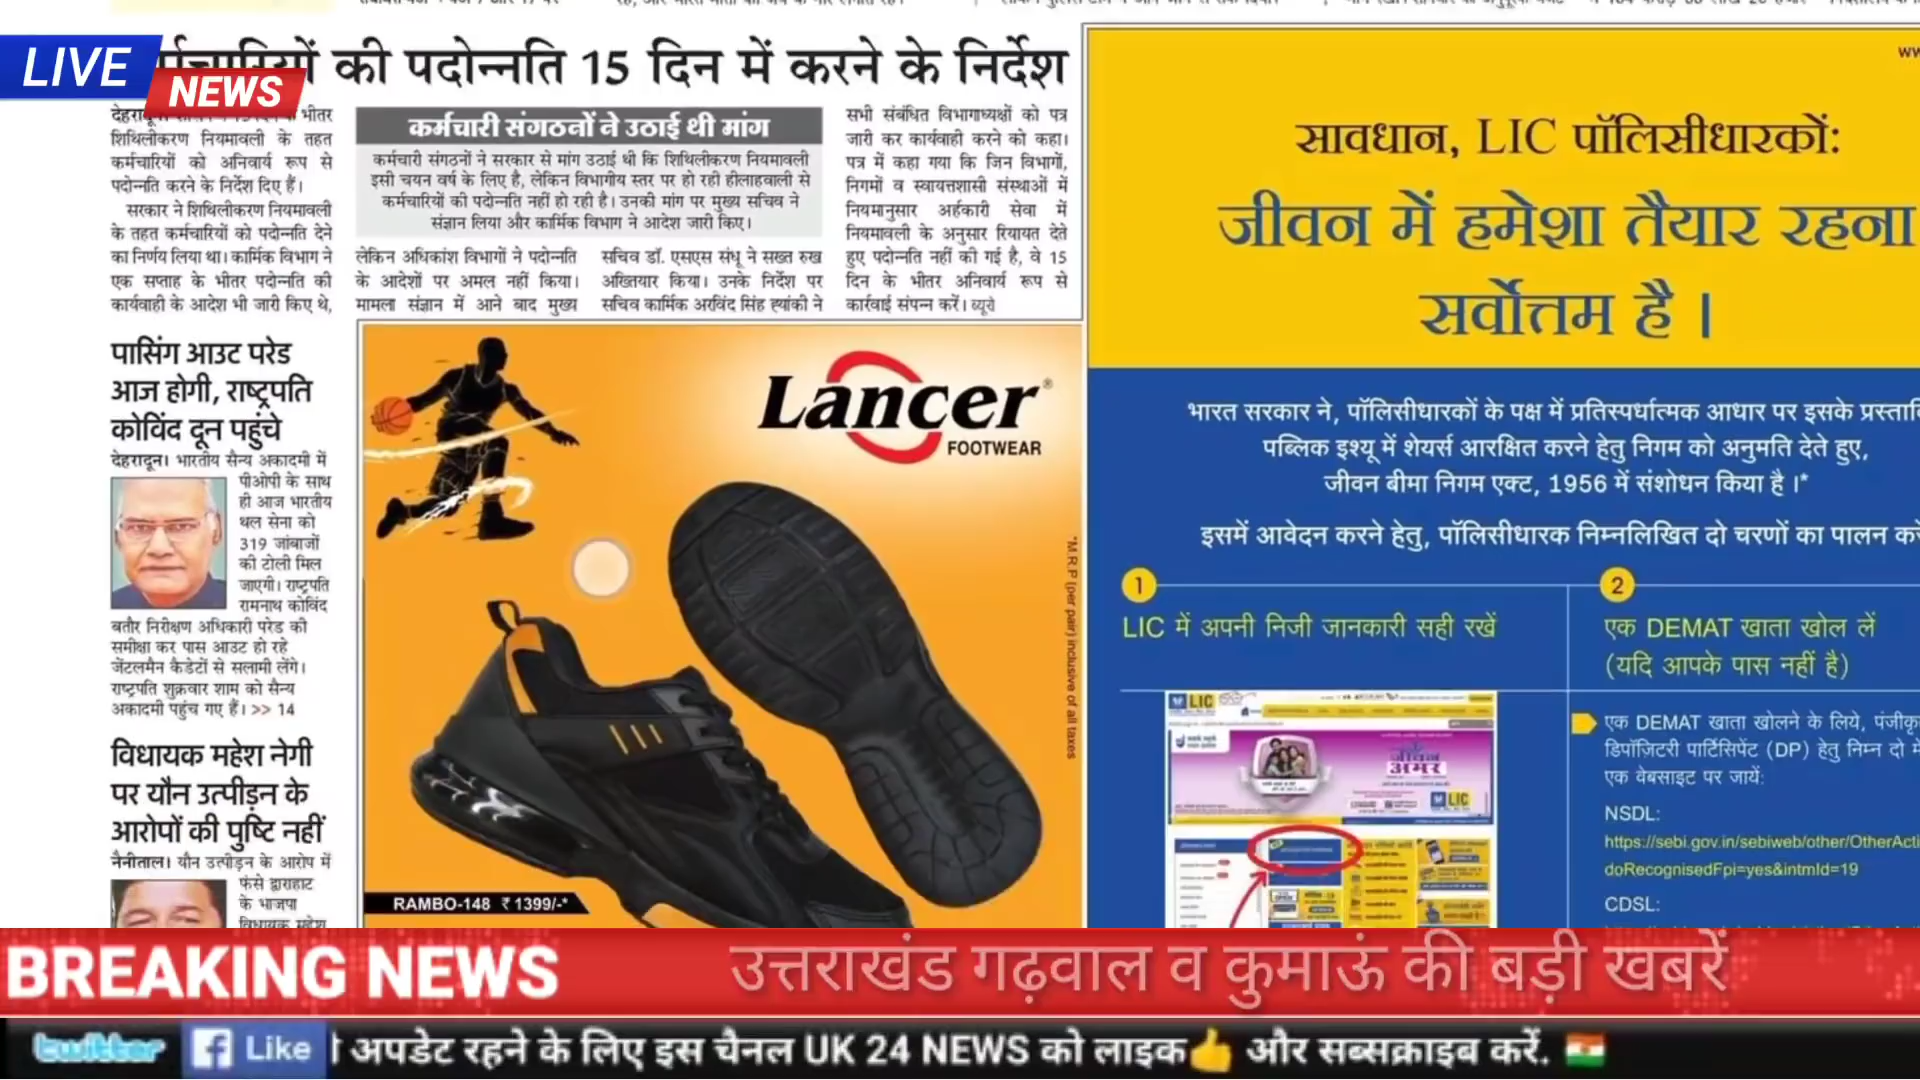 LIVE
NEWS
की पदोन्नति 15 दिन में करने के निर्देश
भीतर
शिथिलीकरण नियमावली के तहत
कर्मचारियों को अनिवार्य रूप से
पदोन्नति करने के निर्देश दिए हैं।
सरकार ने शिथिलीकरण नियमावली
के तहत कर्मचारियों को पदोन्नति देने
का निर्णय लिया था। कार्मिक विभाग ने
एक सप्ताह के भीतर पदोन्नति की
कार्यवाही के आदेश भी जारी किए थे,
कर्मचारी संगठनों ने उठाई थी मांग
कर्मचारी संगठनों ने सरकार से मांग उठाई थी कि शिथिलीकरण नियमावली
इसी चयन वर्ष के लिए है, लेकिन विभागीय स्तर पर हो रही हीलाहवाली से
कर्मचारियों की पदोन्नति नहीं हो रही है। उनकी मांग पर मुख्य सचिव ने
संज्ञान लिया और कार्मिक विभाग ने आदेश जारी किए।
लेकिन अधिकांश विभागों ने पदोन्नति
के आदेशों पर अमल नहीं किया।
मामला संज्ञान में आने बाद मुख्य
सचिव डॉ. एसएस संधू ने सख्त रुख
अख्तियार किया। उनके निर्देश पर
सचिव कार्मिक अरविंद सिंह ह्यांकी ने
सभी संबंधित विभागाध्यक्षों को पत्र
जारी कर कार्यवाही करने को कहा।
पत्र में कहा गया कि जिन विभागों,
निगमों व स्वायत्तशासी संस्थाओं में
नियमानुसार अर्हकारी सेवा में
नियमावली के अनुसार रियायत देते
हुए पदोन्नति नहीं की गई है, वे 15
दिन के भीतर अनिवार्य रूप से
कार्रवाई संपन्न करें। ब्यूरो
पासिंग आउट परेड
आज होगी, राष्ट्रपति
कोविंद दून पहुंचे
देहरादून। भारतीय सैन्य अकादमी में
पीओपी के साथ
ही आज भारतीय
थल सेना को
319 जांबाजों
की टोली मिल
जाएगी। राष्ट्रपति
रामनाथ कोविंद
बतौर निरीक्षण अधिकारी परेड की
समीक्षा कर पास आउट हो रहे
जेंटलमैन कैडेटों से सलामी लेंगे।
राष्ट्रपति शुक्रवार शाम को सैन्य
अकादमी पहुंच गए हैं। >> 14
विधायक महेश नेगी
पर यौन उत्पीड़न के
आरोपों की पुष्टि नहीं
नैनीताल। यौन उत्पीड़न के आरोप में
फंसे द्वाराहाट
के भाजपा
विधायक महेश
Lancer
FOOTWEAR
*M.R.P (per pair) inclusive of all taxes
RAMBO-148 ₹ 1399/-*
सावधान, LIC पॉलिसीधारकों:
जीवन में हमेशा तैयार रहना
सर्वोत्तम है।
भारत सरकार ने, पॉलिसीधारकों के पक्ष में प्रतिस्पर्धात्मक आधार पर इसके
पब्लिक इश्यू में शेयर्स आरक्षित करने हेतु निगम को अनुमति देते हुए,
जीवन बीमा निगम एक्ट, 1956 में संशोधन किया है।*
इसमें आवेदन करने हेतु, पॉलिसीधारक निम्नलिखित दो चरणों का पालन
1
LIC में अपनी निजी जानकारी सही रखें
LIC
जीवन
अमर
LIC
2
एक DEMAT खाता खोल लें
(यदि आपके पास नहीं है)
एक DEMAT खाता खोलने के लिये,
डिपॉज़िटरी पार्टिसिपेंट (DP) हेतु निम्न दो
एक वेबसाइट पर जायें:
NSDL:
https://sebi.gov.in/sebiweb/other/OtherActi
doRecognisedFpi=yes&intmId=19
CDSL:
BREAKING NEWS
उत्तराखंड गढ़वाल व कुमाऊं की बड़ी खबरें
twitter
f Like
अपडेट रहने के लिए इस चैनल UK 24 NEWS को लाइक👍 और सब्सक्राइब करें. 🇮🇳